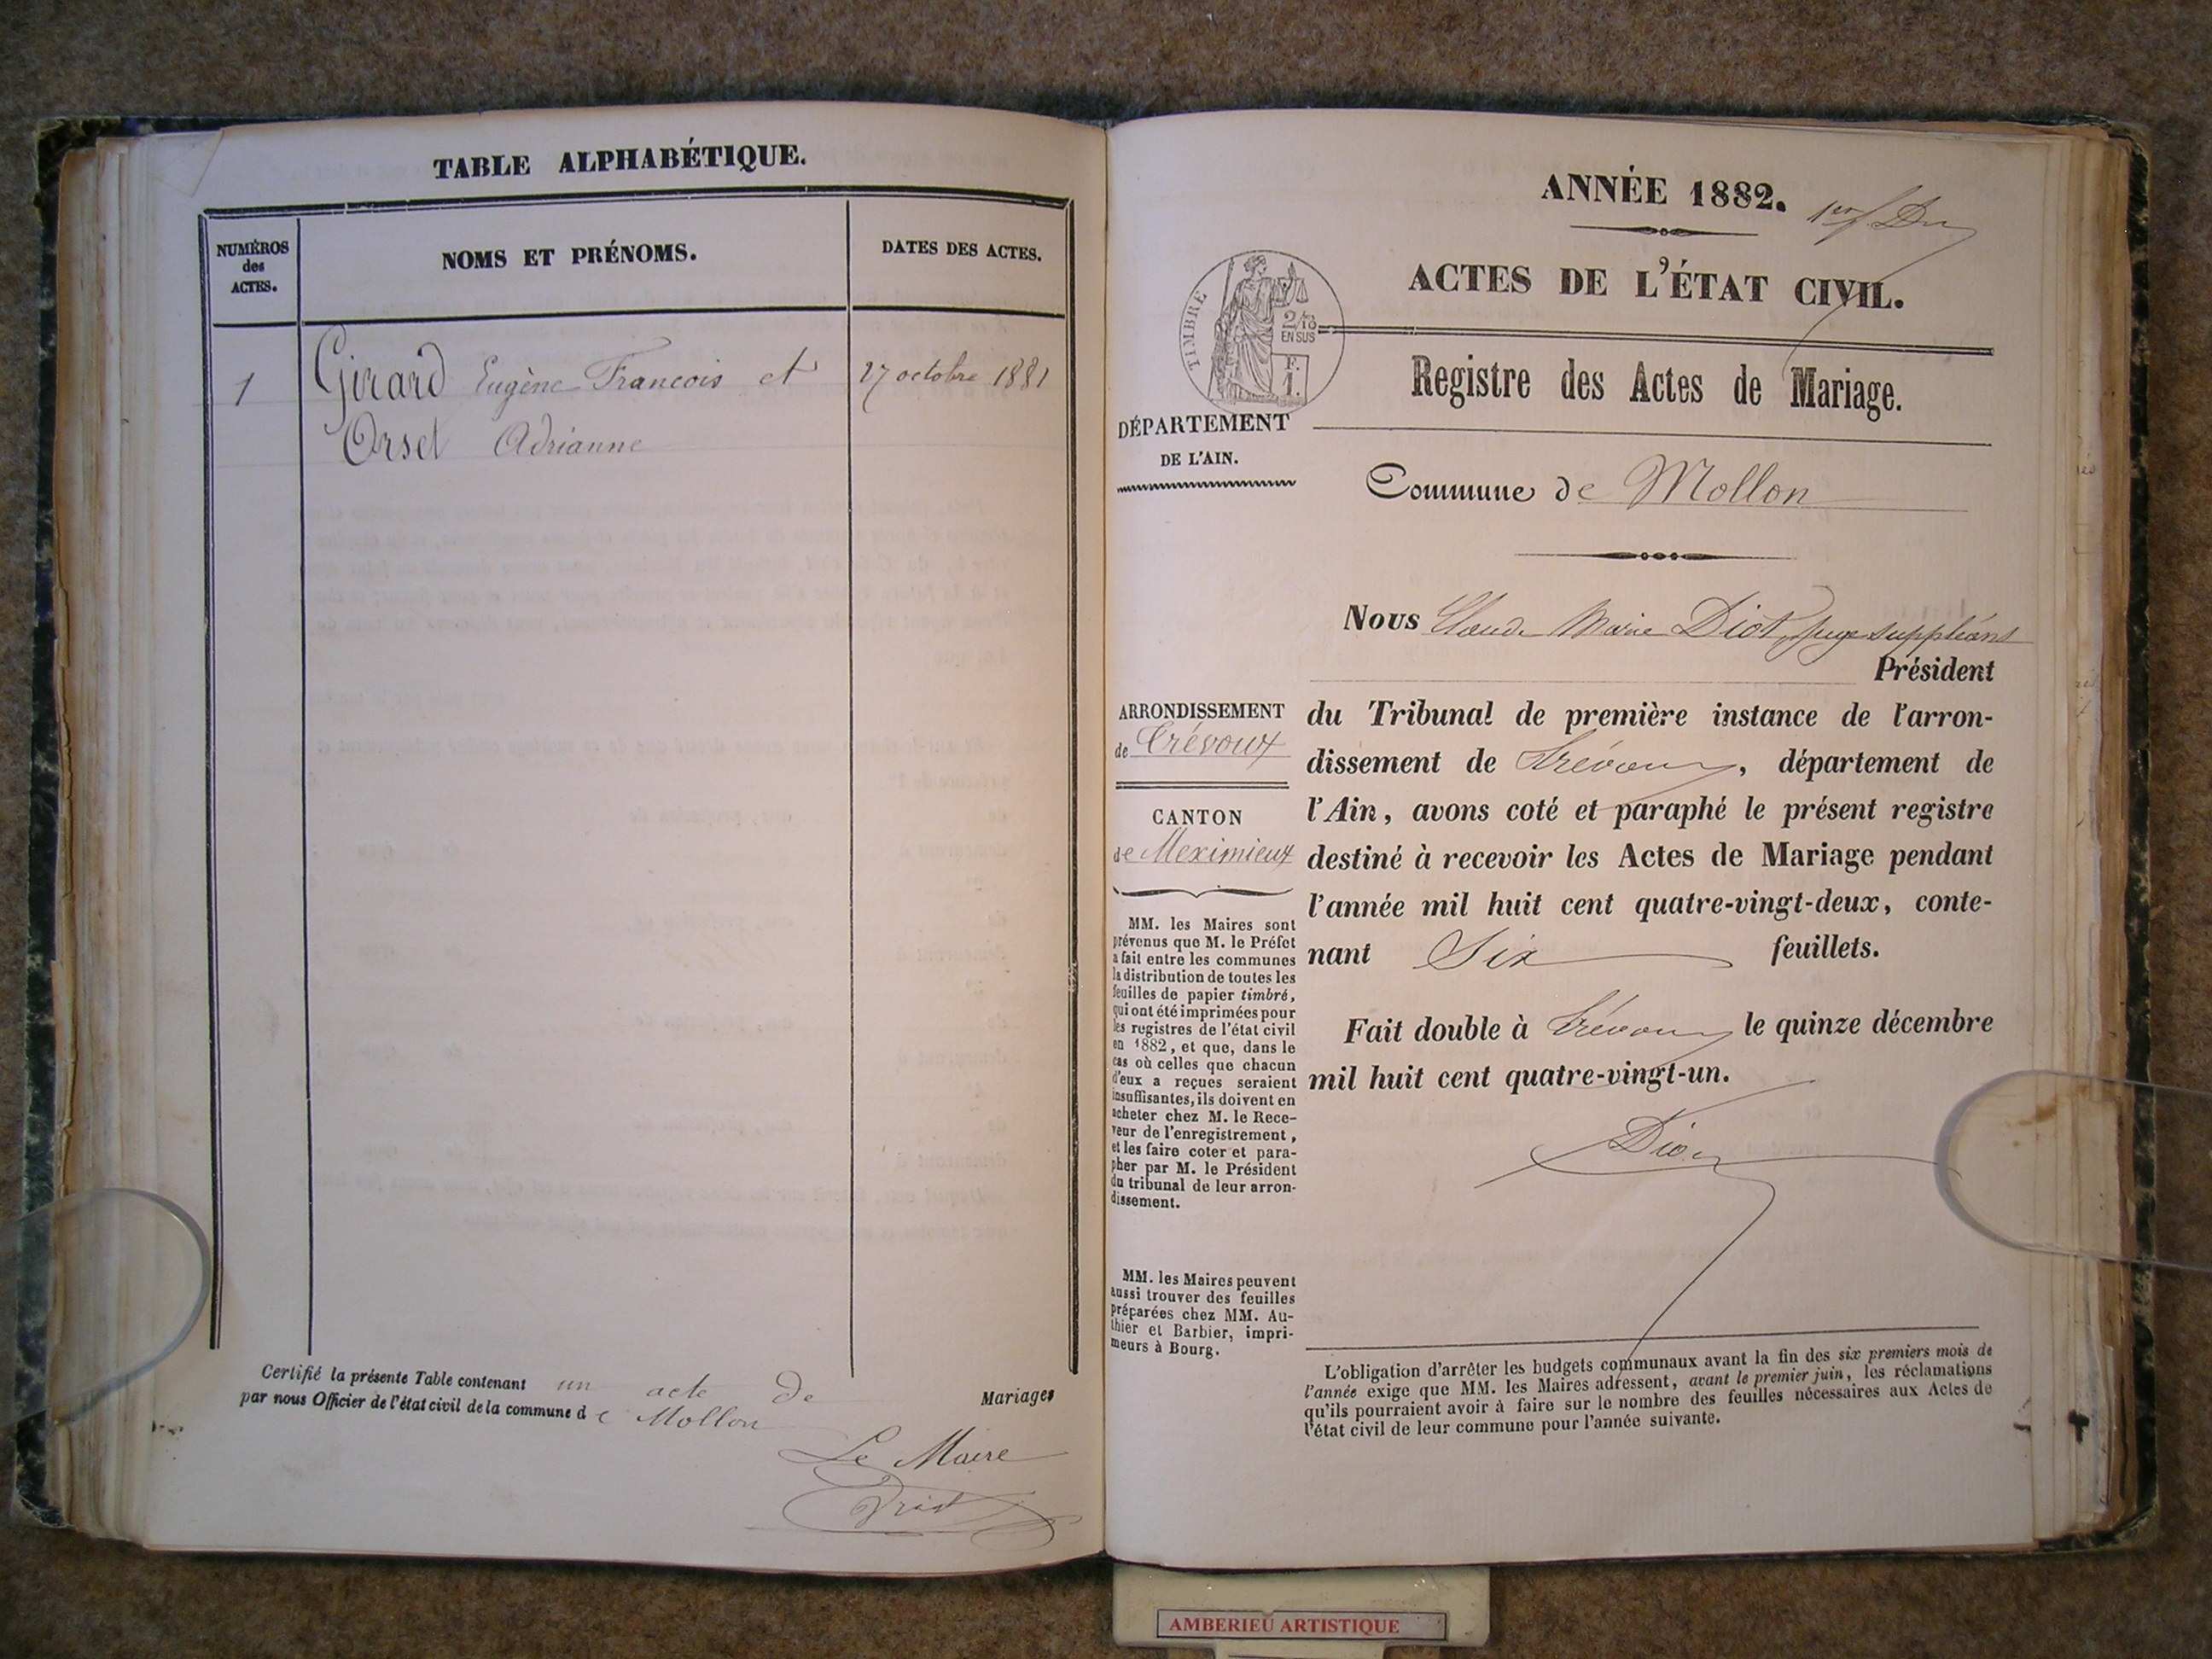 TABLE ALPHABÉTIQUE.
NUMÉROS
des
ACTES.
NOMS ET PRÉNOMS.
DATES DES ACTES.
1
Girard Eugène François et
27 octobre 1881
Orset Adrianne
Certifié la présente Table contenant un acte de Mariages
par nous Officier de l'état civil de la commune de Mollon
Le Maire
ANNÉE 1882.
ACTES DE L'ÉTAT CIVIL.
TIMBRE
2/10
EN SUS
F.
1.
Registre des Actes de Mariage.
DÉPARTEMENT
DE L'AIN.
Commune de Mollon
Nous Claude Marie Diot, juge suppléant
Président
ARRONDISSEMENT
de Trévoux
CANTON
de Meximieux
du Tribunal de première instance de l'arron-
dissement de Trévoux, département de
l'Ain, avons coté et paraphé le présent registre
destiné à recevoir les Actes de Mariage pendant
l'année mil huit cent quatre-vingt-deux, conte-
nant Six feuillets.
Fait double à Trévoux le quinze décembre
mil huit cent quatre-vingt-un.
MM. les Maires sont
prévenus que M. le Préfet
a fait entre les communes
la distribution de toutes les
feuilles de papier timbré,
qui ont été imprimées pour
les registres de l'état civil
en 1882, et que, dans le
cas où celles que chacun
d'eux a reçues seraient
insuffisantes, ils doivent en
acheter chez M. le Rece-
veur de l'enregistrement,
et les faire coter et para-
pher par M. le Président
du tribunal de leur arron-
dissement.
MM. les Maires peuvent
aussi trouver des feuilles
préparées chez MM. Au-
thier et Barbier, impri-
meurs à Bourg.
L'obligation d'arrêter les budgets communaux avant la fin des six premiers mois de
l'année exige que MM. les Maires adressent, avant le premier juin, les réclamations
qu'ils pourraient avoir à faire sur le nombre des feuilles nécessaires aux Actes de
l'état civil de leur commune pour l'année suivante.
AMBERIEU ARTISTIQUE